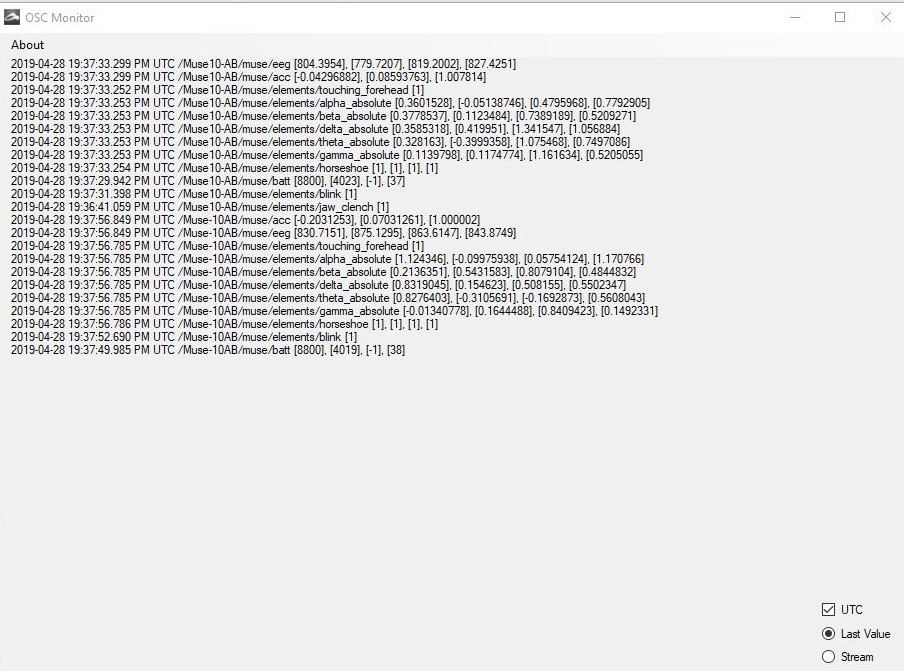 OSC Monitor
About
2019-04-28 19:37:33.299 PM UTC /Muse10-AB/muse/eeg [804.3954], [779.7207], [819.2002], [827.4251]
2019-04-28 19:37:33.299 PM UTC /Muse10-AB/muse/acc [-0.04296882], [0.08593763], [1.007814]
2019-04-28 19:37:33.252 PM UTC /Muse10-AB/muse/elements/touching_forehead [1]
2019-04-28 19:37:33.253 PM UTC /Muse10-AB/muse/elements/alpha_absolute [0.3601528], [-0.05138746], [0.4795968], [0.7792905]
2019-04-28 19:37:33.253 PM UTC /Muse10-AB/muse/elements/beta_absolute [0.3778537], [0.1123484], [0.7389189], [0.5209271]
2019-04-28 19:37:33.253 PM UTC /Muse10-AB/muse/elements/delta_absolute [0.3585318], [0.419951], [1.341547], [1.056884]
2019-04-28 19:37:33.253 PM UTC /Muse10-AB/muse/elements/theta_absolute [0.328163], [-0.3999358], [1.075468], [0.7497086]
2019-04-28 19:37:33.253 PM UTC /Muse10-AB/muse/elements/gamma_absolute [0.1139798], [0.1174774], [1.161634], [0.5205055]
2019-04-28 19:37:33.254 PM UTC /Muse10-AB/muse/elements/horseshoe [1], [1], [1], [1]
2019-04-28 19:37:29.942 PM UTC /Muse10-AB/muse/batt [8800], [4023], [-1], [37]
2019-04-28 19:37:31.398 PM UTC /Muse10-AB/muse/elements/blink [1]
2019-04-28 19:36:41.059 PM UTC /Muse10-AB/muse/elements/jaw_clench [1]
2019-04-28 19:37:56.849 PM UTC /Muse-10AB/muse/acc [-0.2031253], [0.07031261], [1.000002]
2019-04-28 19:37:56.849 PM UTC /Muse-10AB/muse/eeg [830.7151], [875.1295], [863.6147], [843.8749]
2019-04-28 19:37:56.785 PM UTC /Muse-10AB/muse/elements/touching_forehead [1]
2019-04-28 19:37:56.785 PM UTC /Muse-10AB/muse/elements/alpha_absolute [1.124346], [-0.09975938], [0.05754124], [1.170766]
2019-04-28 19:37:56.785 PM UTC /Muse-10AB/muse/elements/beta_absolute [0.2136351], [0.5431583], [0.8079104], [0.4844832]
2019-04-28 19:37:56.785 PM UTC /Muse-10AB/muse/elements/delta_absolute [0.8319045], [0.154623], [0.508155], [0.5502347]
2019-04-28 19:37:56.785 PM UTC /Muse-10AB/muse/elements/theta_absolute [0.8276403], [-0.3105691], [-0.1692873], [0.5608043]
2019-04-28 19:37:56.785 PM UTC /Muse-10AB/muse/elements/gamma_absolute [-0.01340778], [0.1644488], [0.8409423], [0.1492331]
2019-04-28 19:37:56.786 PM UTC /Muse-10AB/muse/elements/horseshoe [1], [1], [1], [1]
2019-04-28 19:37:52.690 PM UTC /Muse-10AB/muse/elements/blink [1]
2019-04-28 19:37:49.985 PM UTC /Muse-10AB/muse/batt [8800], [4019], [-1], [38]
UTC
Last Value
Stream